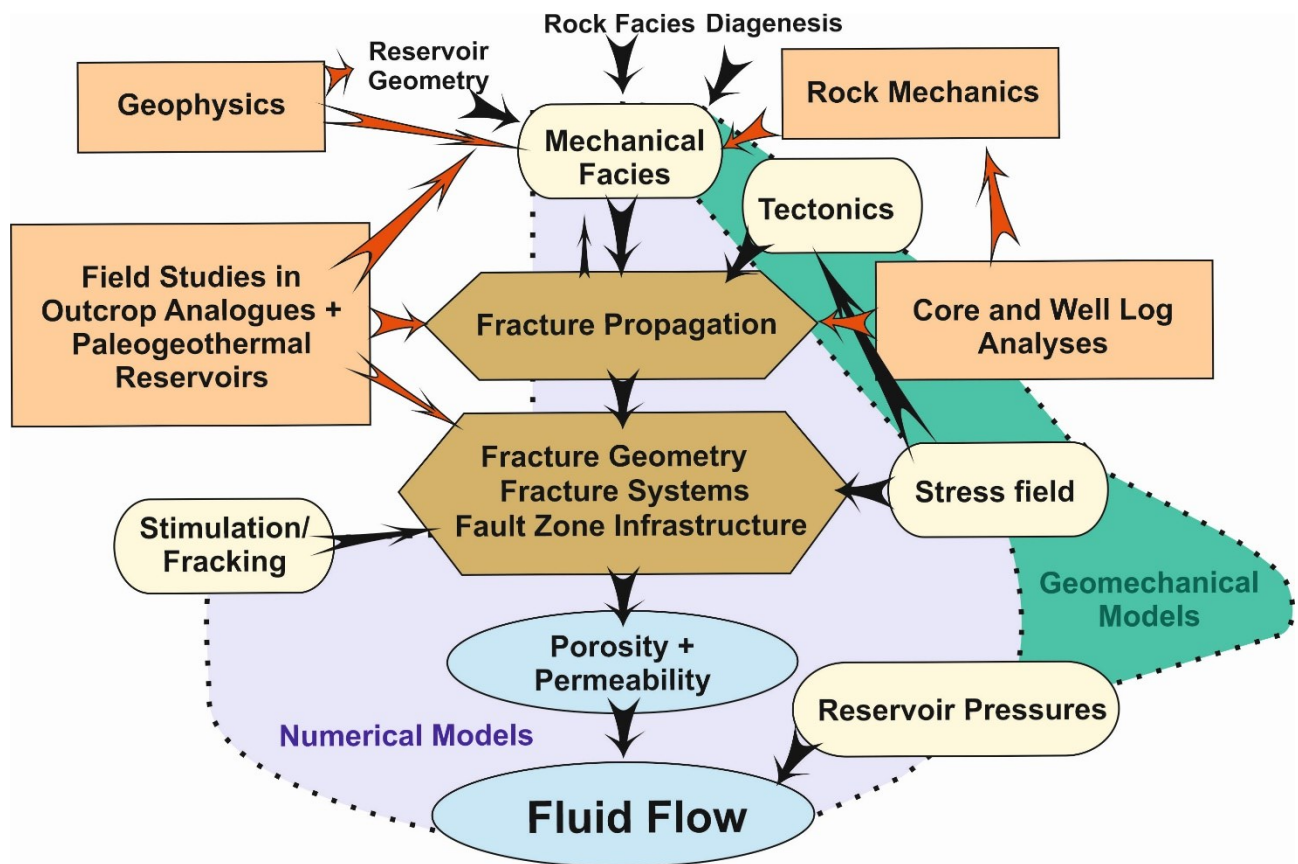 Rock Facies Diagenesis
Reservoir
Geometry
Geophysics
Rock Mechanics
Mechanical
Facies
Tectonics
Field Studies in
Outcrop Analogues +
Paleogeothermal
Reservoirs
Fracture Propagation
Core and Well Log
Analyses
Fracture Geometry
Fracture Systems
Fault Zone Infrastructure
Stress field
Stimulation/
Fracking
Geomechanical
Models
Porosity +
Permeability
Reservoir Pressures
Numerical Models
Fluid Flow